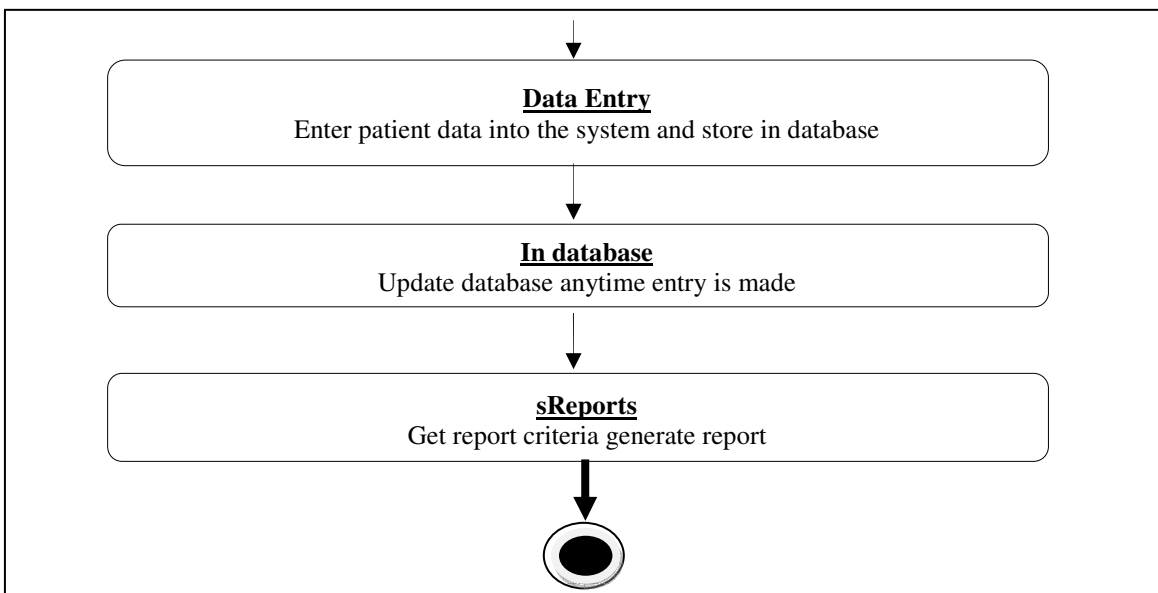 Data Entry
Enter patient data into the system and store in database
In database
Update database anytime entry is made
sReports
Get report criteria generate report